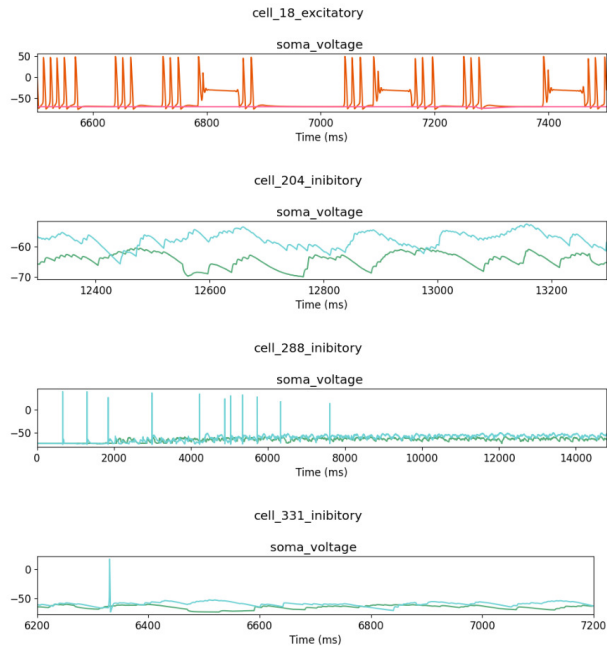 cell_18_excitatory
soma_voltage
50
0
−50
6600 6800 7000 7200 7400
Time (ms)
cell_204_inibitory
soma_voltage
−60
−70
12400 12600 12800 13000 13200
Time (ms)
cell_288_inibitory
soma_voltage
0
−50
0 2000 4000 6000 8000 10000 12000 14000
Time (ms)
cell_331_inibitory
soma_voltage
0
−50
6200 6400 6600 6800 7000 7200
Time (ms)